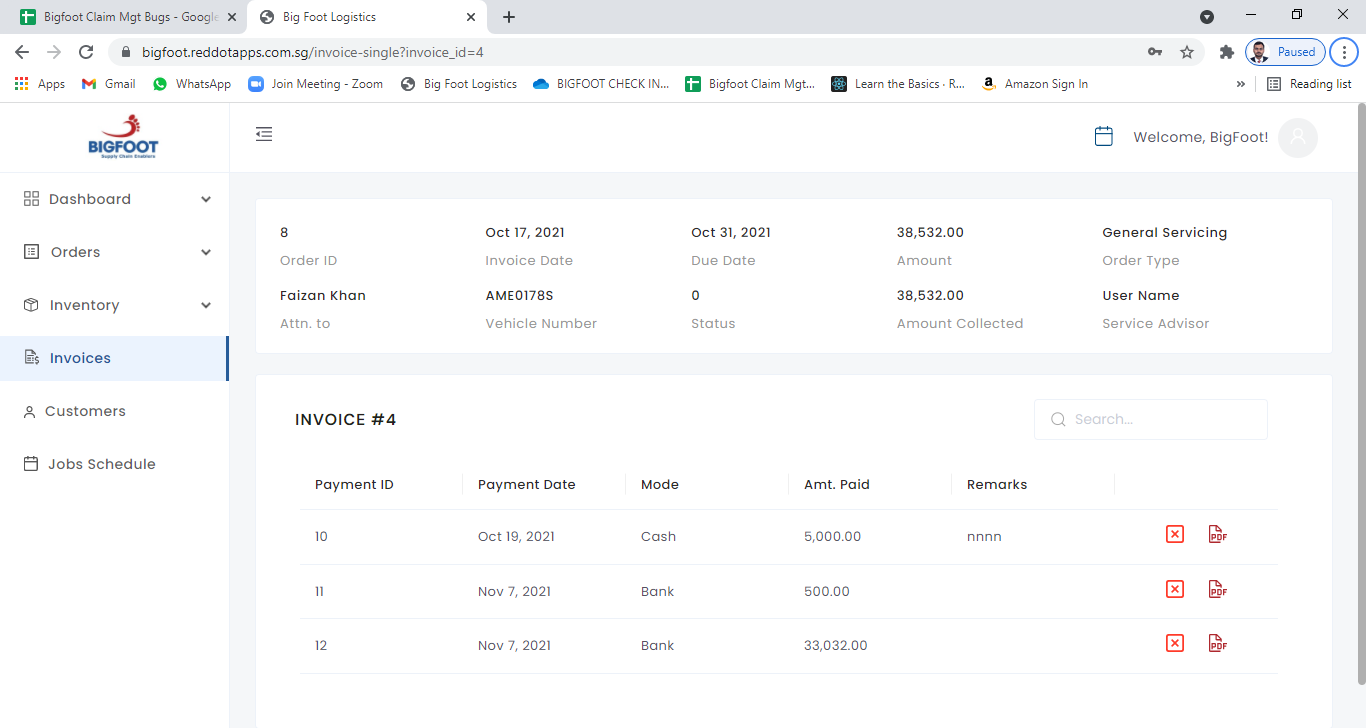 Bigfoot Claim Mgt Bugs - Google
Big Foot Logistics
bigfoot.reddotapps.com.sg/invoice-single?invoice_id=4
Paused
Apps
Gmail
WhatsApp
Join Meeting - Zoom
Big Foot Logistics
BIGFOOT CHECK IN...
Bigfoot Claim Mgt...
Learn the Basics · R...
Amazon Sign In
»
Reading list
BIGFOOT
Supply Chain Enablers
Welcome, BigFoot!
Dashboard
Orders
Inventory
Invoices
Customers
Jobs Schedule
8 Oct 17, 2021 Oct 31, 2021 38,532.00 General Servicing
Order ID Invoice Date Due Date Amount Order Type
Faizan Khan AME0178S 0 38,532.00 User Name
Attn. to Vehicle Number Status Amount Collected Service Advisor
INVOICE #4
Search...
Payment ID Payment Date Mode Amt. Paid Remarks
10 Oct 19, 2021 Cash 5,000.00 nnnn PDF
11 Nov 7, 2021 Bank 500.00 PDF
12 Nov 7, 2021 Bank 33,032.00 PDF